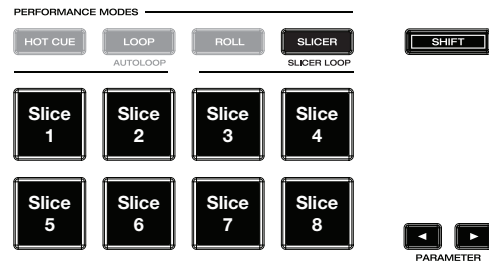 PERFORMANCE MODES
HOT CUE LOOP ROLL SLICER SHIFT
AUTOLOOP SLICER LOOP
Slice 1 Slice 2 Slice 3 Slice 4
Slice 5 Slice 6 Slice 7 Slice 8
PARAMETER